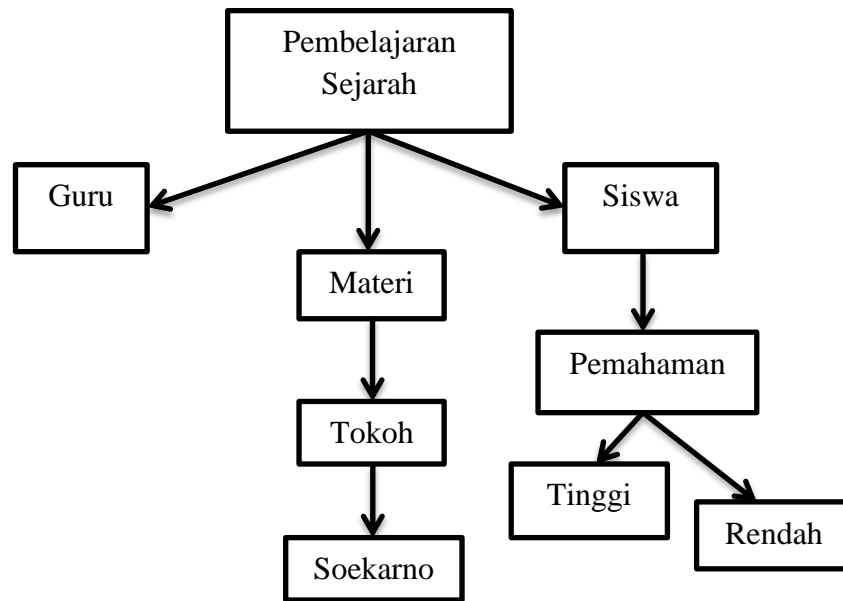 Pembelajaran
Sejarah
Guru
Siswa
Materi
Pemahaman
Tokoh
Tinggi
Rendah
Soekarno